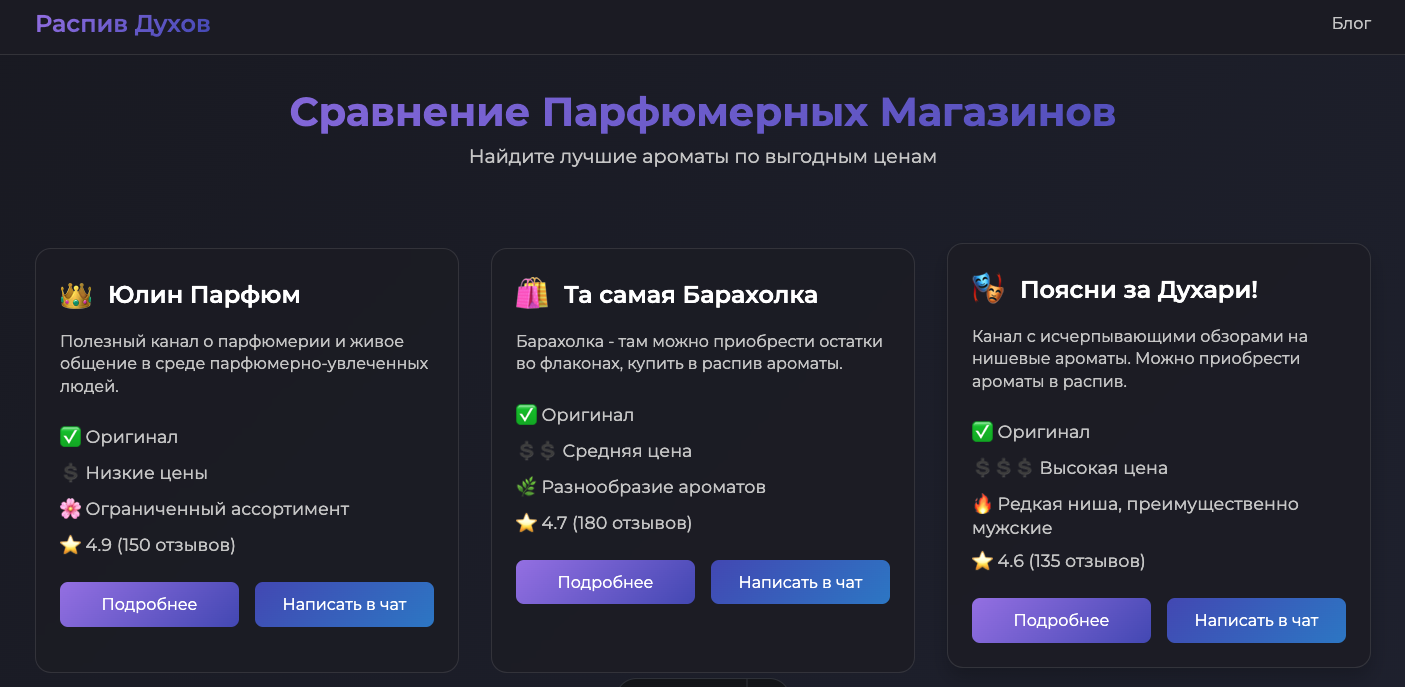 Распив Духов
Блог
Сравнение Парфюмерных Магазинов
Найдите лучшие ароматы по выгодным ценам
👑 Юлин Парфюм
Полезный канал о парфюмерии и живое
общение в среде парфюмерно-увлеченных
людей.
✅ Оригинал
💲 Низкие цены
🌸 Ограниченный ассортимент
⭐ 4.9 (150 отзывов)
Подробнее
Написать в чат
🛍️ Та самая Барахолка
Барахолка - там можно приобрести остатки
во флаконах, купить в распив ароматы.
✅ Оригинал
💲💲 Средняя цена
🌿 Разнообразие ароматов
⭐ 4.7 (180 отзывов)
Подробнее
Написать в чат
🎭 Поясни за Духари!
Канал с исчерпывающими обзорами на
нишевые ароматы. Можно приобрести
ароматы в распив.
✅ Оригинал
💲💲💲 Высокая цена
🔥 Редкая ниша, преимущественно
мужские
⭐ 4.6 (135 отзывов)
Подробнее
Написать в чат